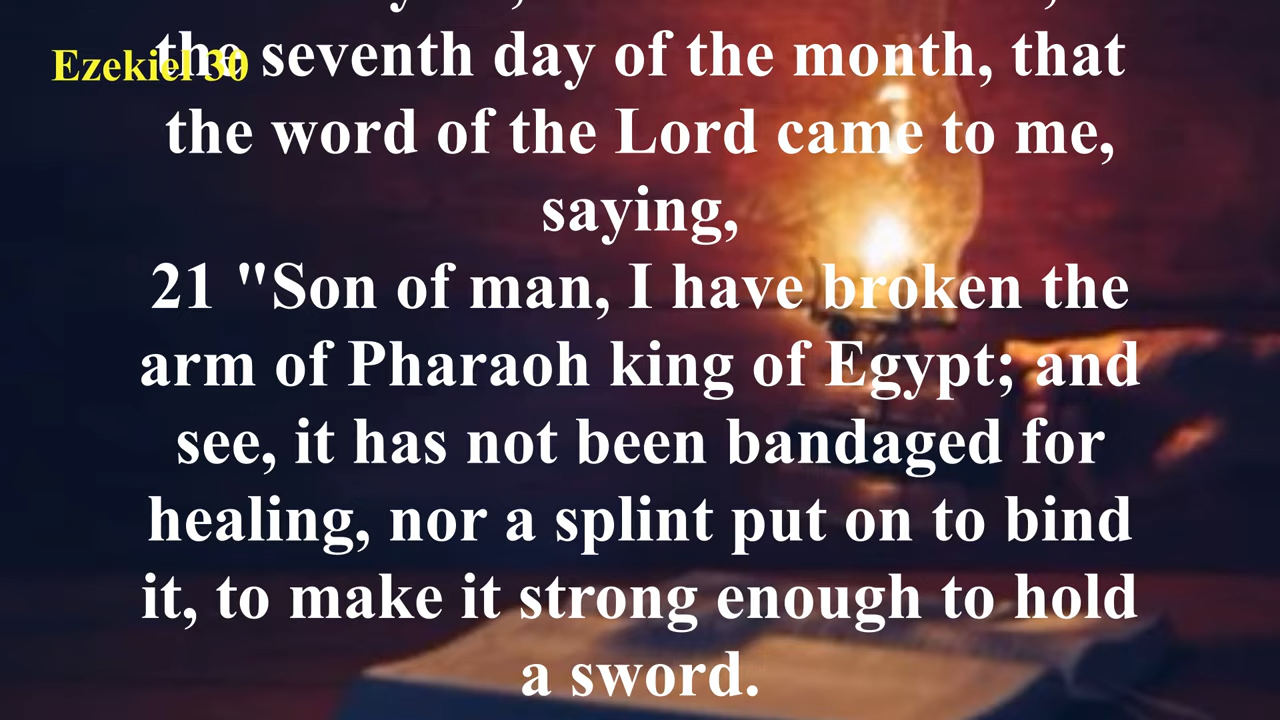 Ezekiel 30
the seventh day of the month, that
the word of the Lord came to me,
saying,
21 "Son of man, I have broken the
arm of Pharaoh king of Egypt; and
see, it has not been bandaged for
healing, nor a splint put on to bind
it, to make it strong enough to hold
a sword.